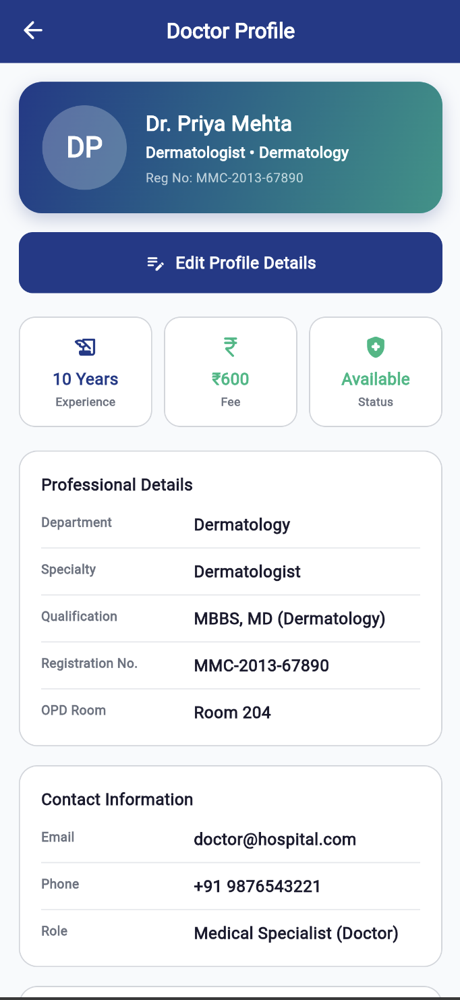 Doctor Profile
DP
Dr. Priya Mehta
Dermatologist • Dermatology
Reg No: MMC-2013-67890
Edit Profile Details
10 Years
Experience
₹
₹600
Fee
Available
Status
Professional Details
Department Dermatology
Specialty Dermatologist
Qualification MBBS, MD (Dermatology)
Registration No. MMC-2013-67890
OPD Room Room 204
Contact Information
Email doctor@hospital.com
Phone +91 9876543221
Role Medical Specialist (Doctor)